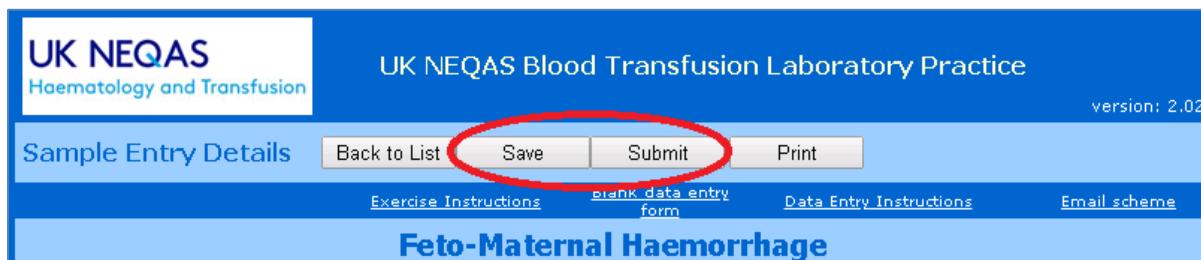 UK NEQAS
Haematology and Transfusion
UK NEQAS Blood Transfusion Laboratory Practice
version: 2.02
Sample Entry Details Back to List Save Submit Print
Exercise Instructions Blank data entry form Data Entry Instructions Email scheme
Feto-Maternal Haemorrhage